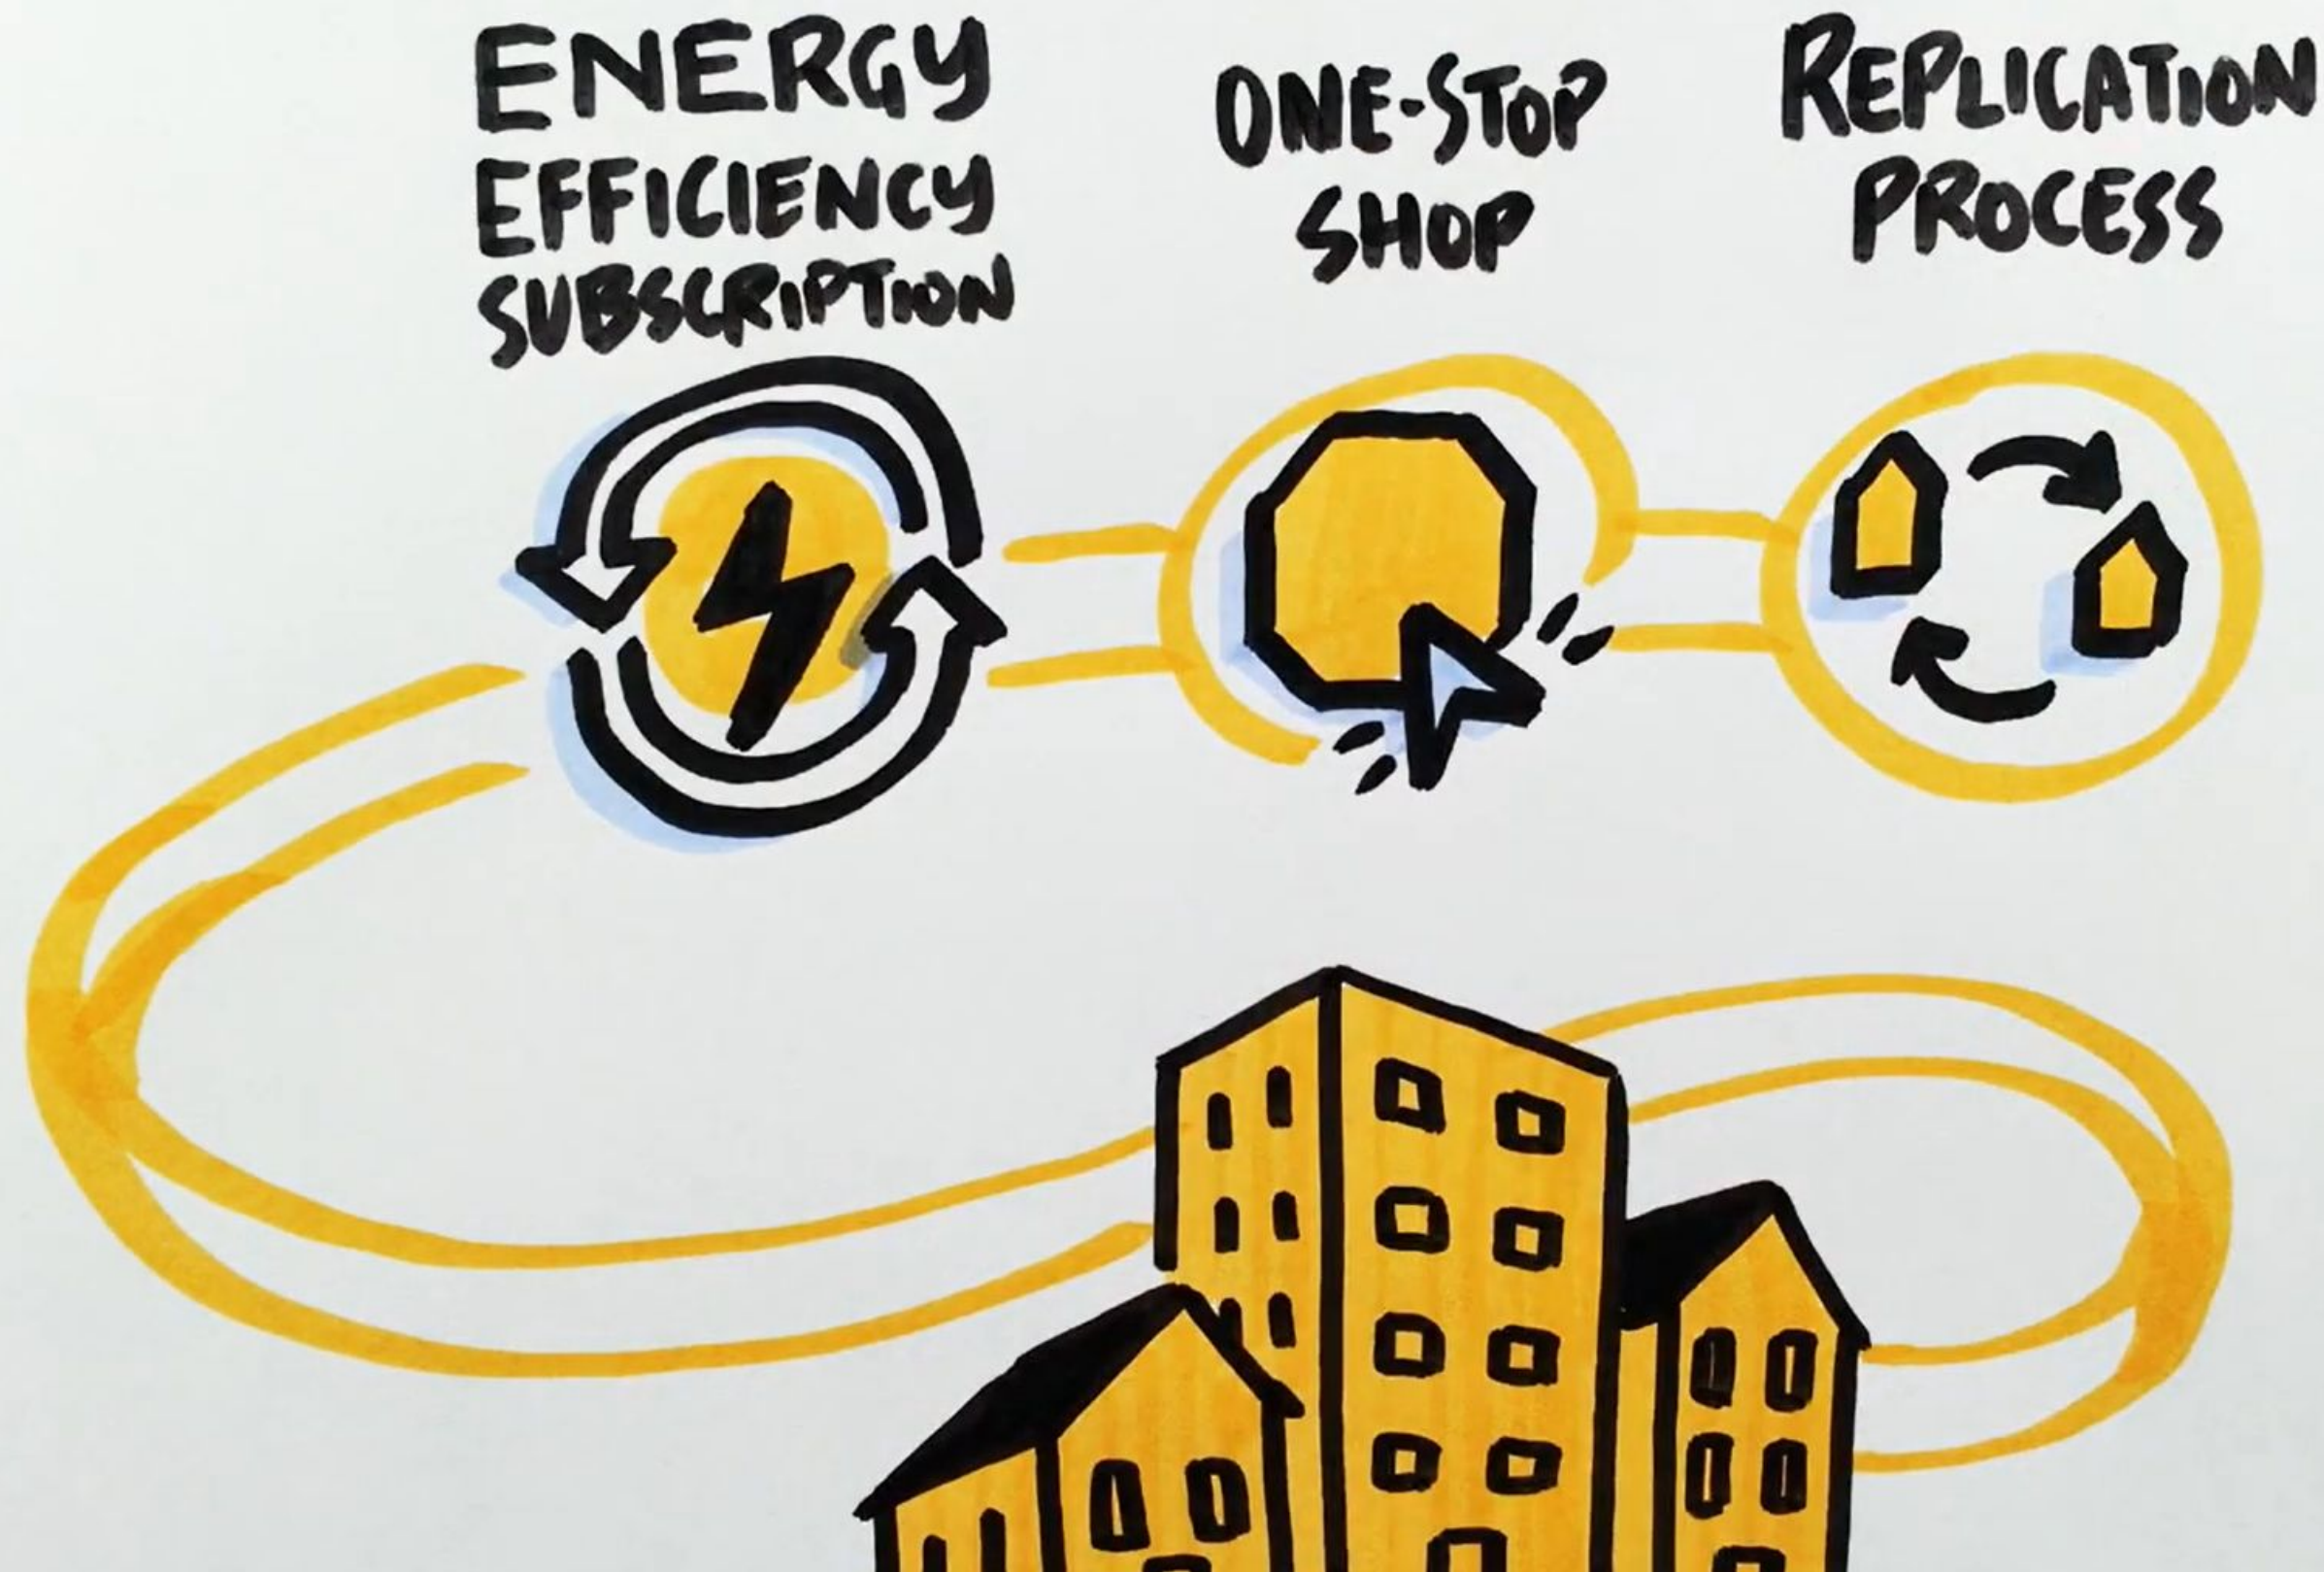 ENERGY
EFFICIENCY
SUBSCRIPTION
ONE-STOP
SHOP
REPLICATION
PROCESS